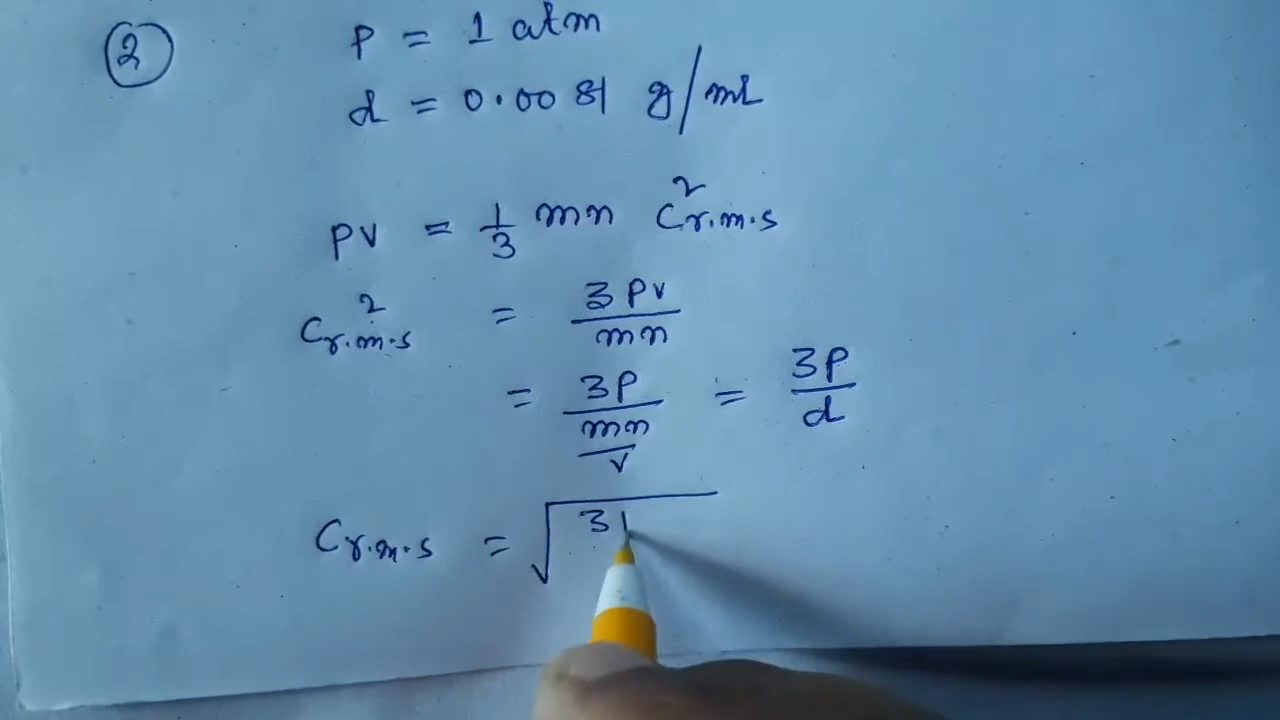 ②
P = 1 atm
d = 0.0081 g/ml
PV = 1/3 mn C²r.m.s
C²r.m.s = 3PV/mn
= 3P/(mn/V) = 3P/d
Cr.m.s = √3